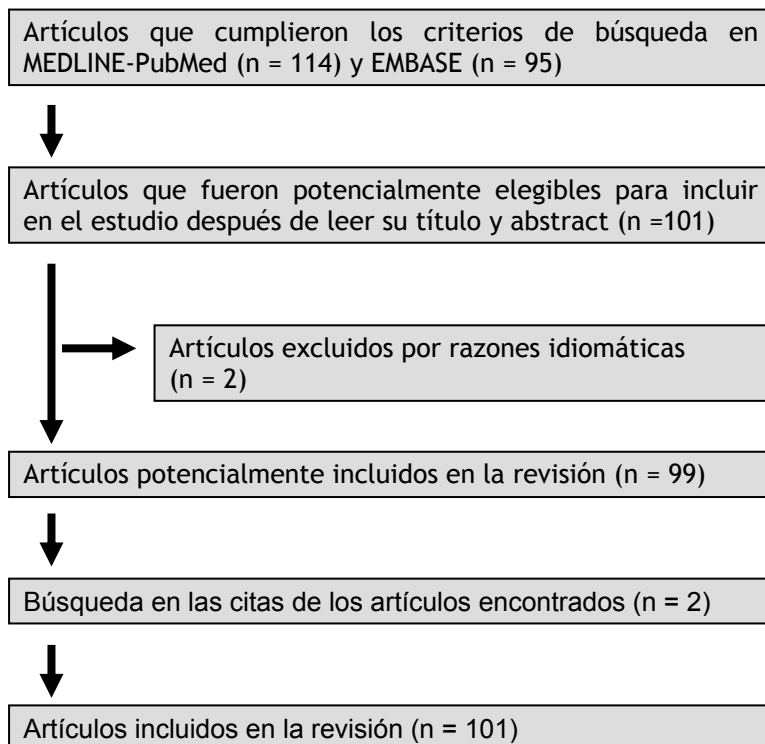 Artículos que cumplieron los criterios de búsqueda en
MEDLINE-PubMed (n = 114) y EMBASE (n = 95)
Artículos que fueron potencialmente elegibles para incluir
en el estudio después de leer su título y abstract (n =101)
Artículos excluidos por razones idiomáticas
(n = 2)
Artículos potencialmente incluidos en la revisión (n = 99)
Búsqueda en las citas de los artículos encontrados (n = 2)
Artículos incluidos en la revisión (n = 101)